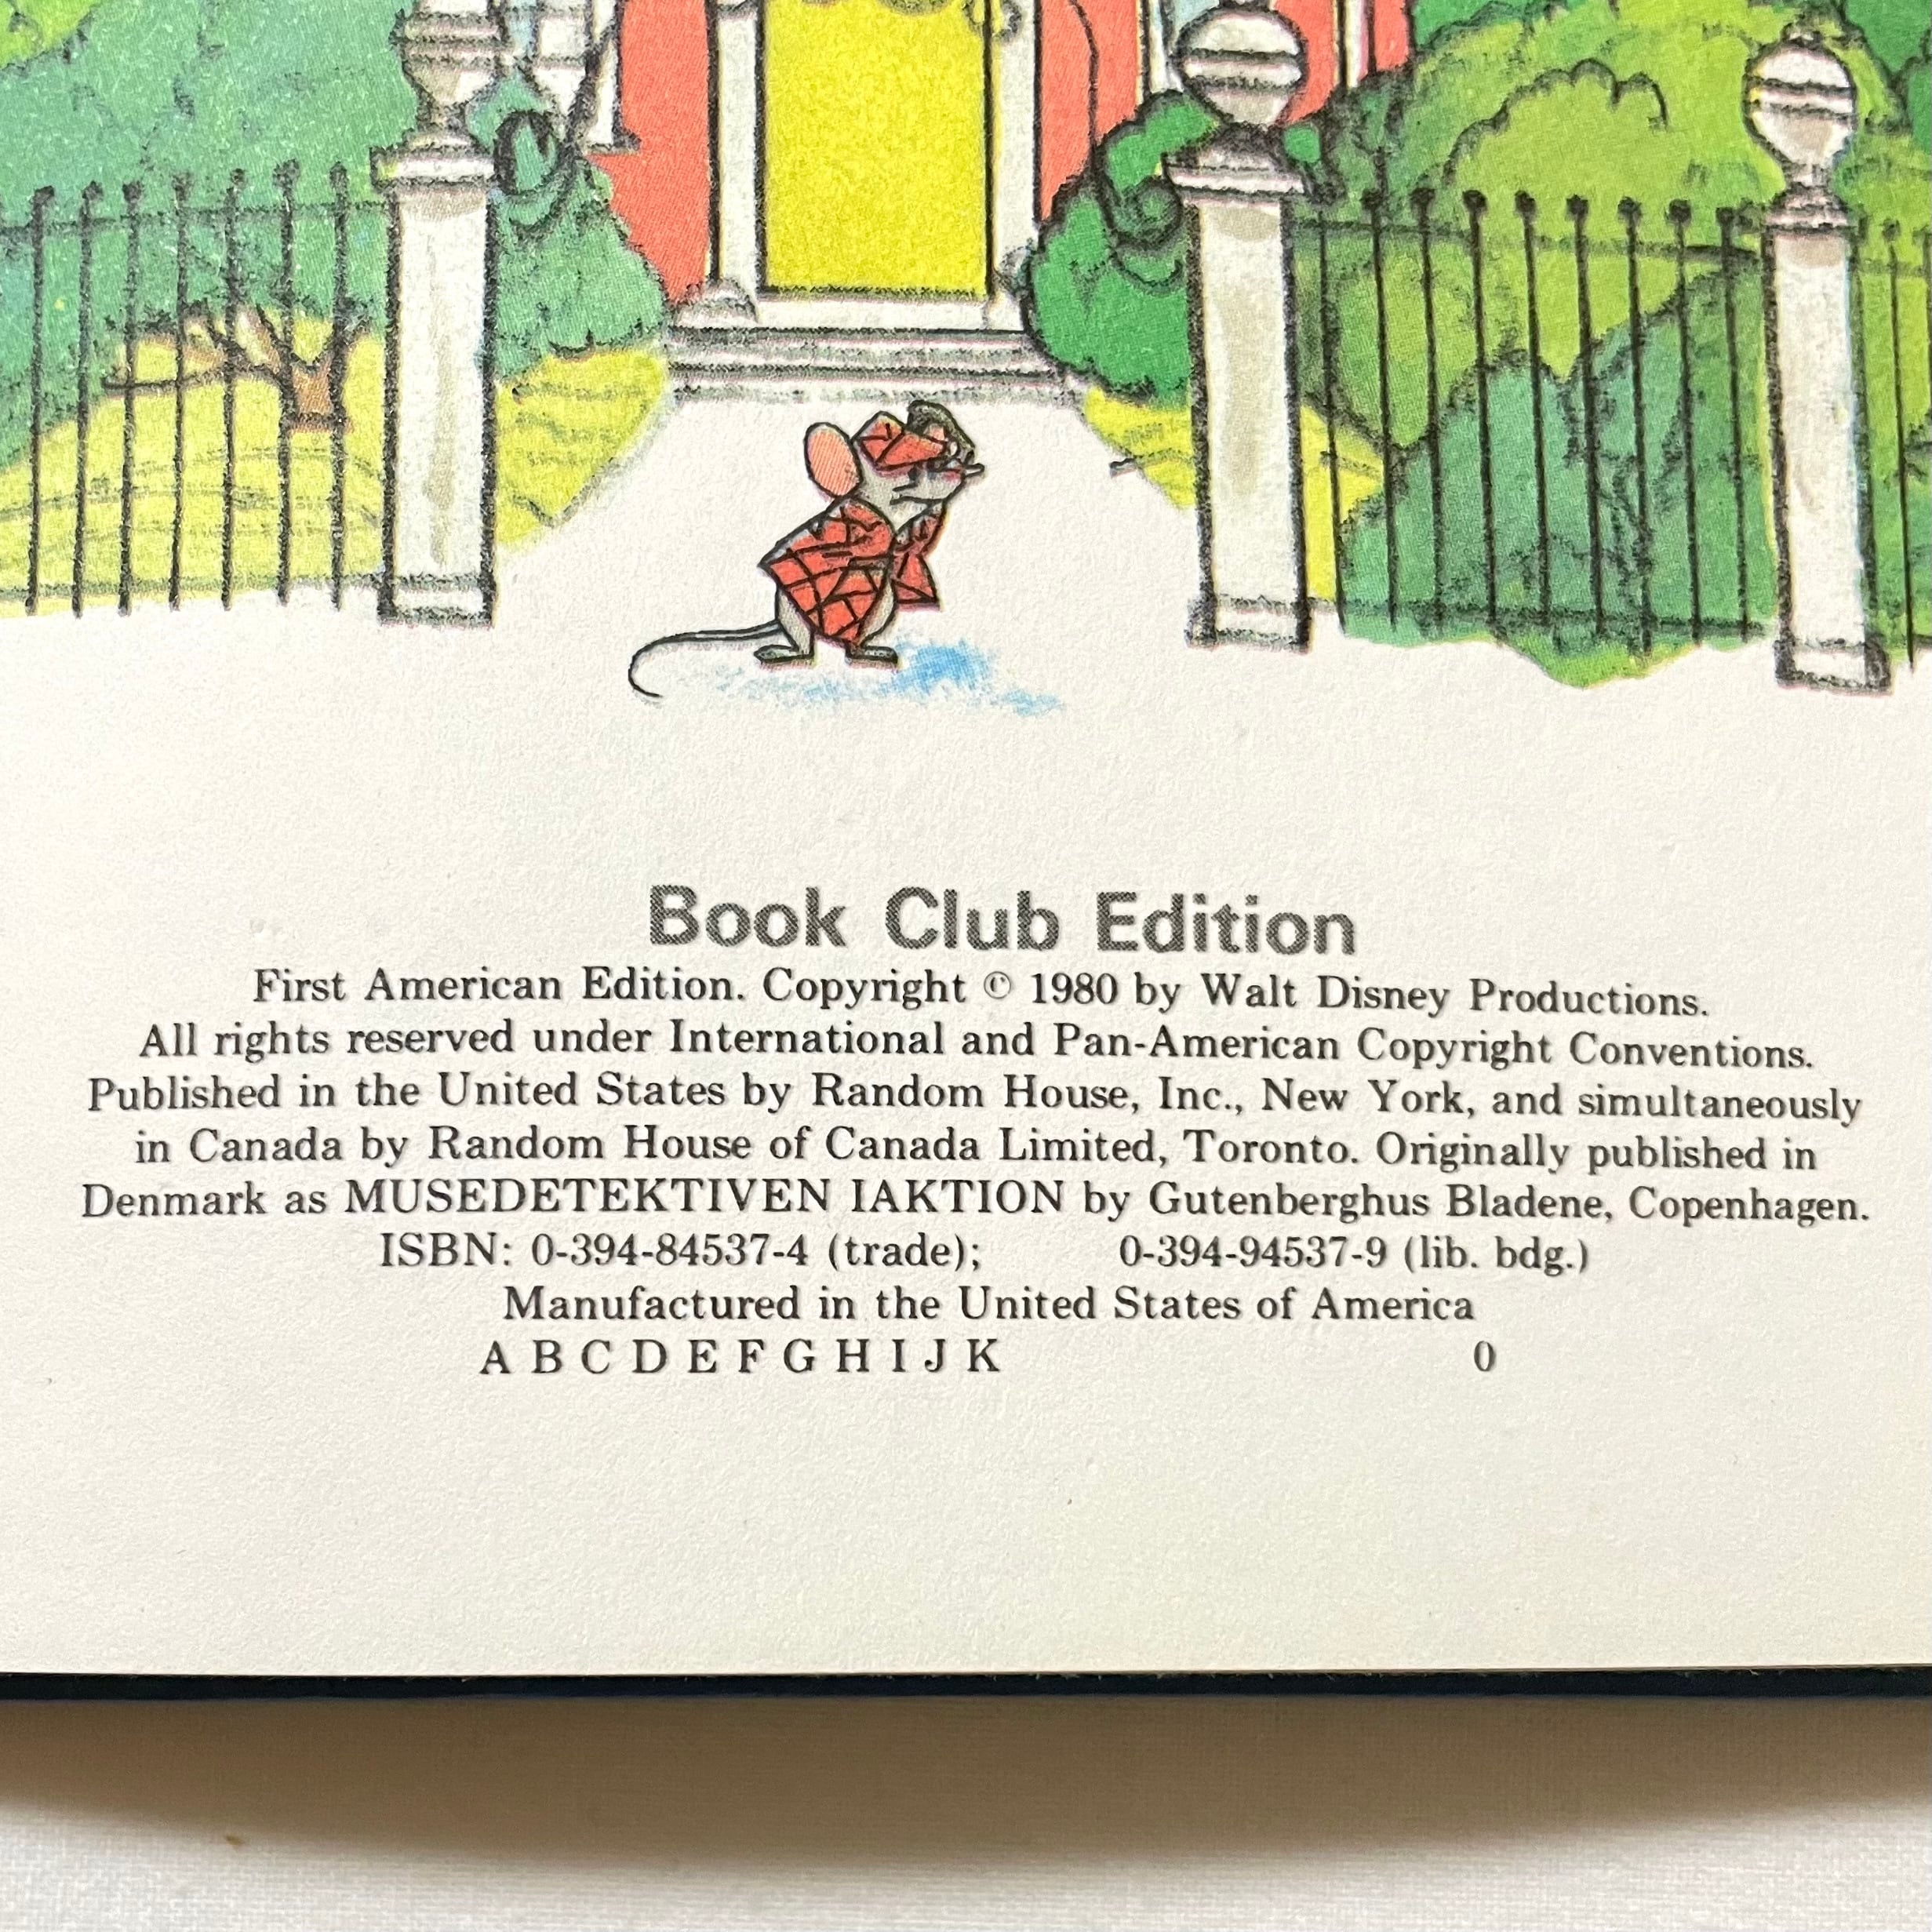 Book Club Edition
First American Edition. Copyright © 1980 by Walt Disney Productions.
All rights reserved under International and Pan-American Copyright Conventions.
Published in the United States by Random House, Inc., New York, and simultaneously
in Canada by Random House of Canada Limited, Toronto. Originally published in
Denmark as MUSEDETEKTIVEN IAKTION by Gutenberghus Bladene, Copenhagen.
ISBN: 0-394-84537-4 (trade); 0-394-94537-9 (lib. bdg.)
Manufactured in the United States of America
A B C D E F G H I J K 0